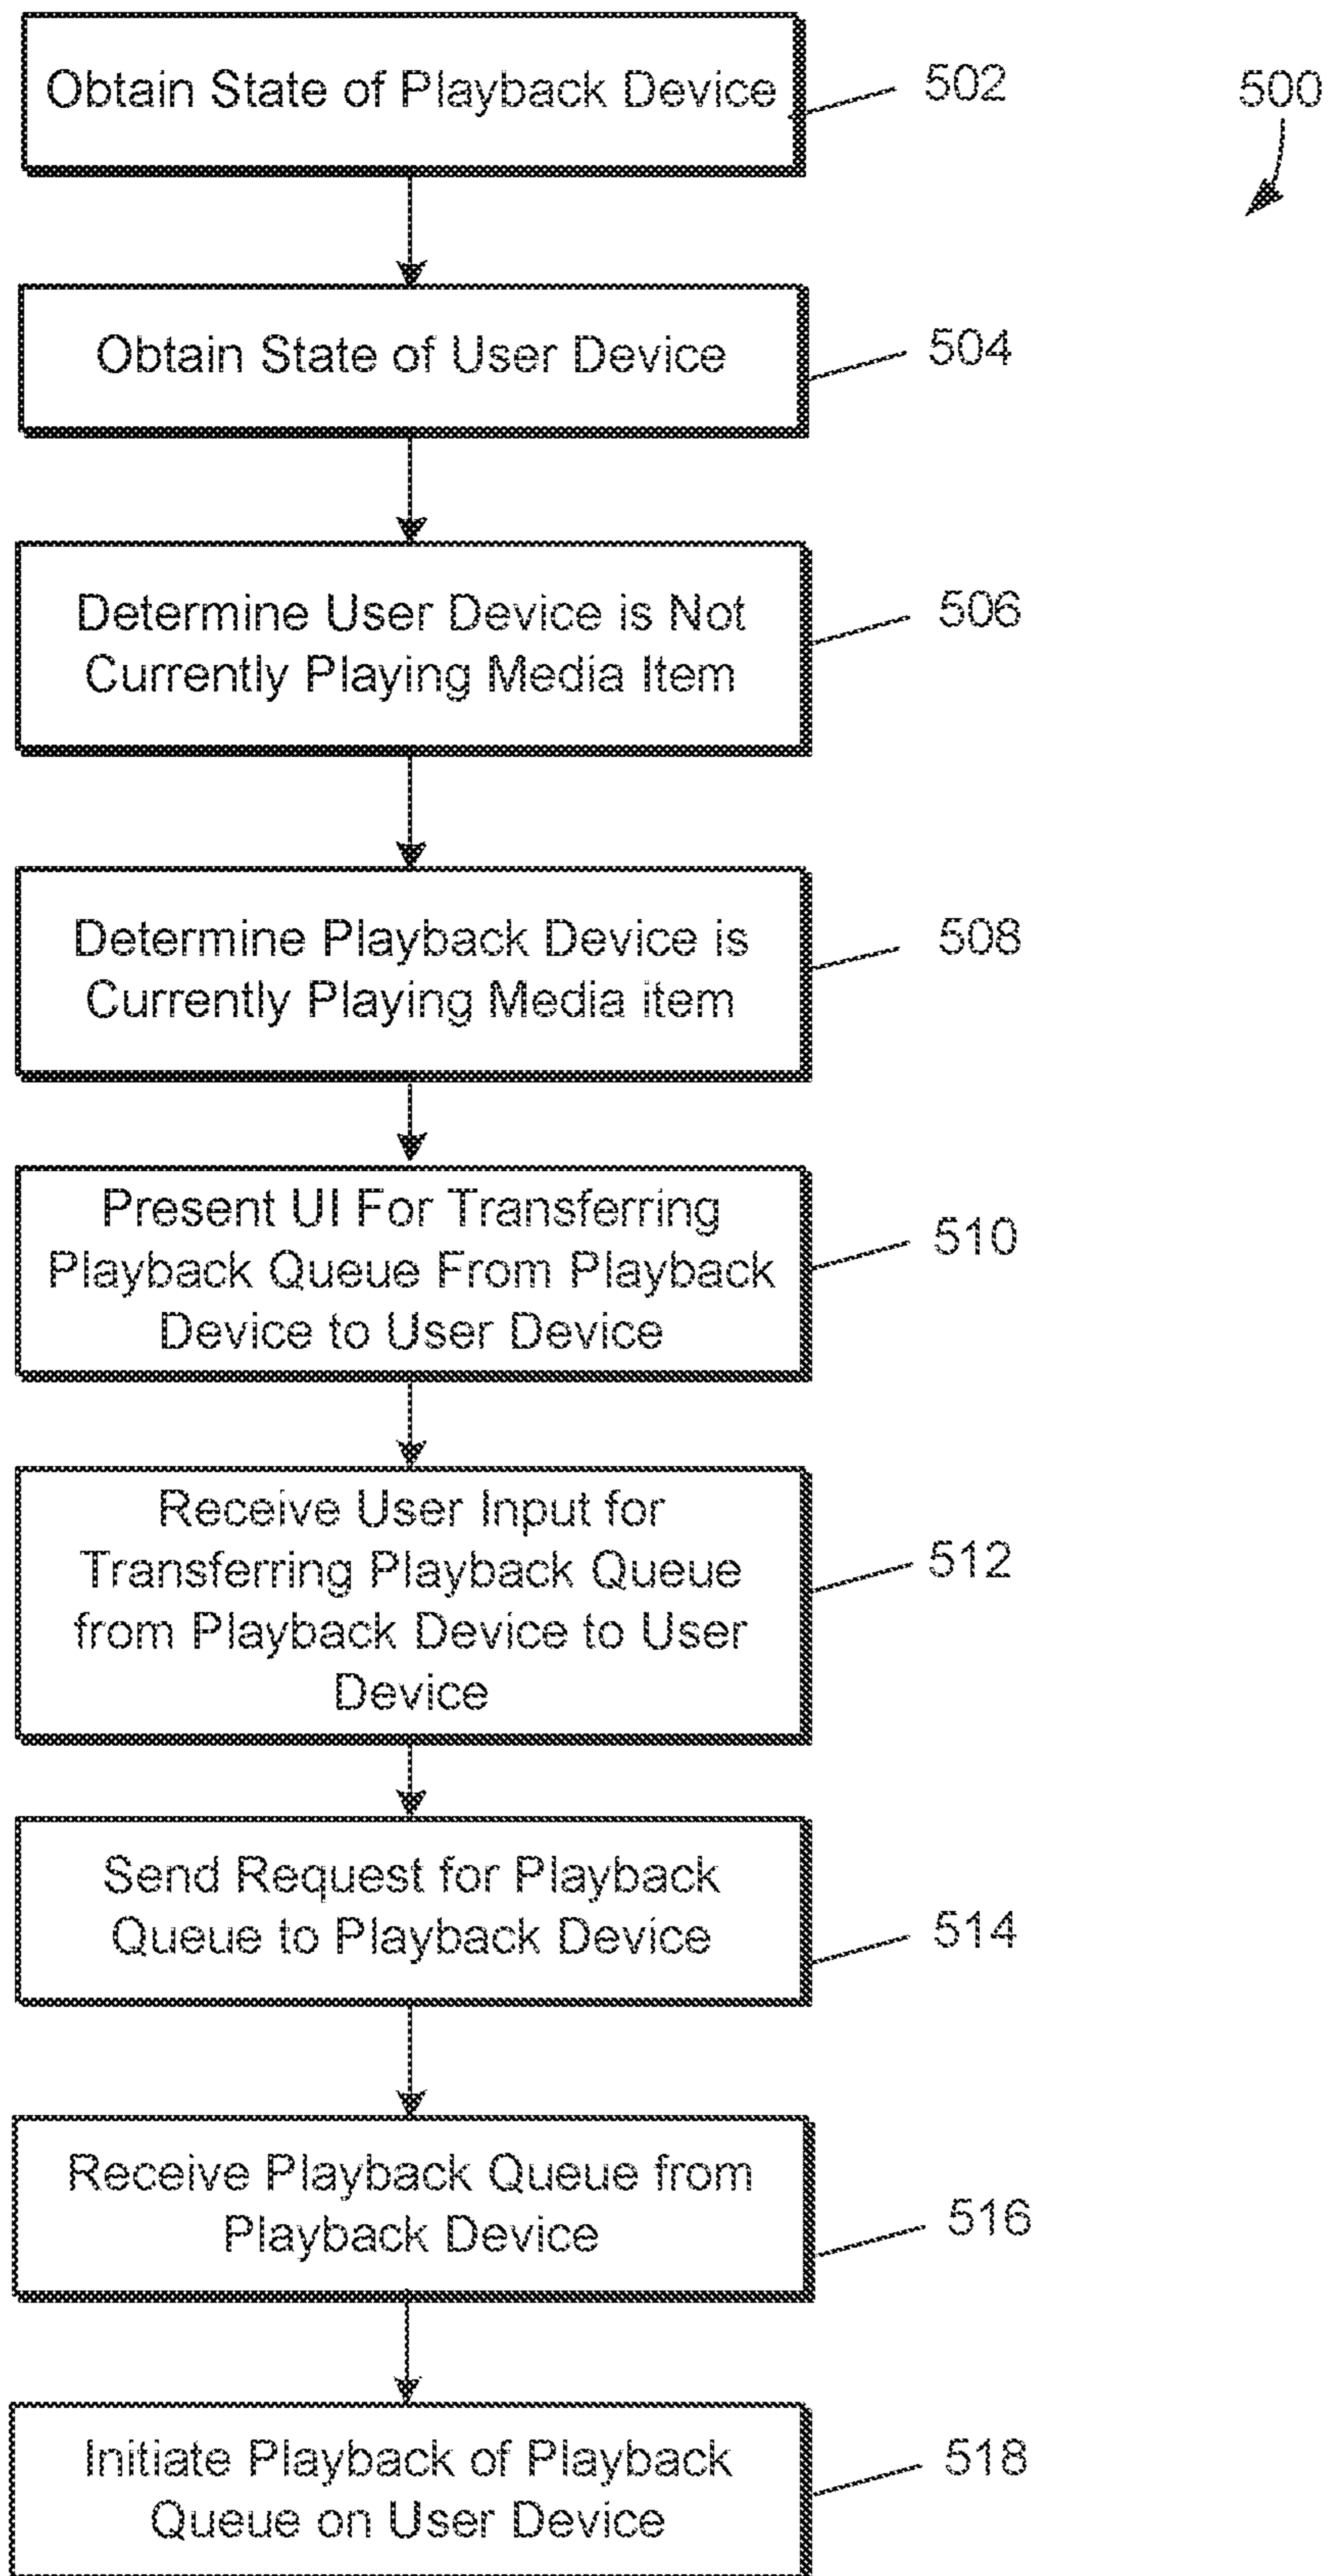 Obtain State of Playback Device
502
500
Obtain State of User Device
504
Determine User Device is Not
Currently Playing Media Item
506
Determine Playback Device is
Currently Playing Media item
508
Present UI For Transferring
Playback Queue From Playback
Device to User Device
510
Receive User Input for
Transferring Playback Queue
from Playback Device to User
Device
512
Send Request for Playback
Queue to Playback Device
514
Receive Playback Queue from
Playback Device
516
Initiate Playback of Playback
Queue on User Device
518